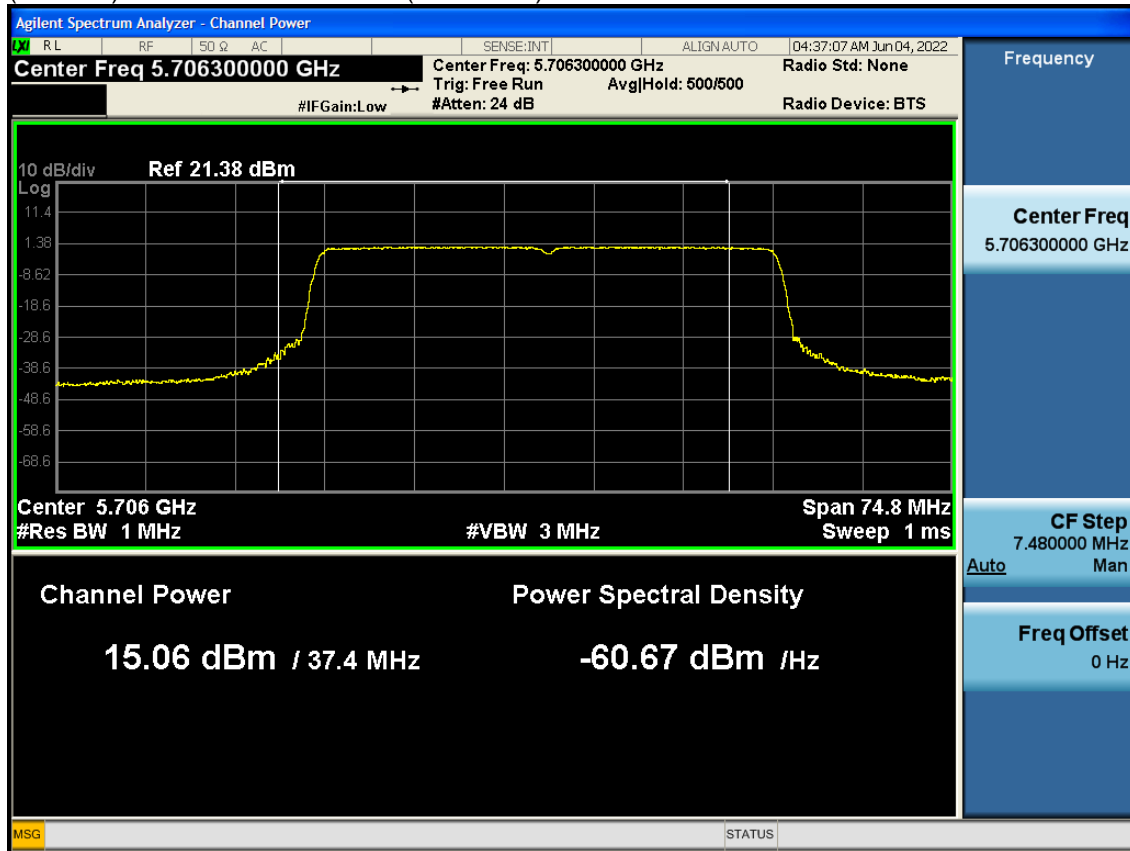 Agilent Spectrum Analyzer - Channel Power
LXI RL RF 50 Ω AC SENSE:INT ALIGN AUTO 04:37:07 AM Jun 04, 2022
Center Freq 5.706300000 GHz
Center Freq: 5.706300000 GHz
Radio Std: None
Trig: Free Run Avg|Hold: 500/500
#IFGain:Low
#Atten: 24 dB
Radio Device: BTS
10 dB/div Ref 21.38 dBm
Log
11.4
1.38
-8.62
-18.6
-28.6
-38.6
-48.6
-58.6
-68.6
Center 5.706 GHz Span 74.8 MHz
#Res BW 1 MHz #VBW 3 MHz Sweep 1 ms
Channel Power Power Spectral Density
15.06 dBm / 37.4 MHz -60.67 dBm /Hz
Frequency
Center Freq
5.706300000 GHz
CF Step
7.480000 MHz
Auto Man
Freq Offset
0 Hz
MSG STATUS